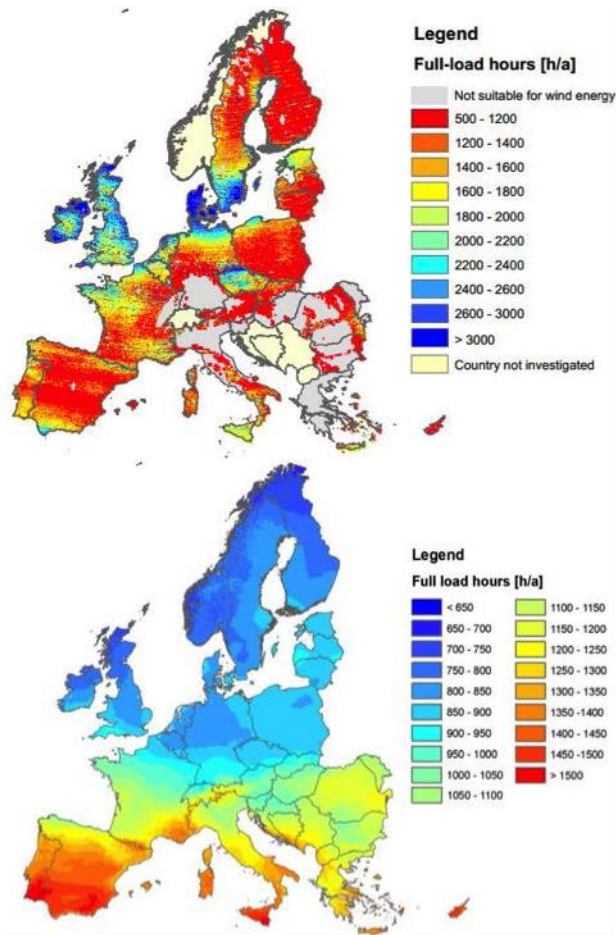 Legend
Full-load hours [h/a]
Not suitable for wind energy
500 - 1200
1200 - 1400
1400 - 1600
1600 - 1800
1800 - 2000
2000 - 2200
2200 - 2400
2400 - 2600
2600 - 3000
> 3000
Country not investigated
Legend
Full load hours [h/a]
< 650
650 - 700
700 - 750
750 - 800
800 - 850
850 - 900
900 - 950
950 - 1000
1000 - 1050
1050 - 1100
1100 - 1150
1150 - 1200
1200 - 1250
1250 - 1300
1300 - 1350
1350 - 1400
1400 - 1450
1450 -1500
> 1500